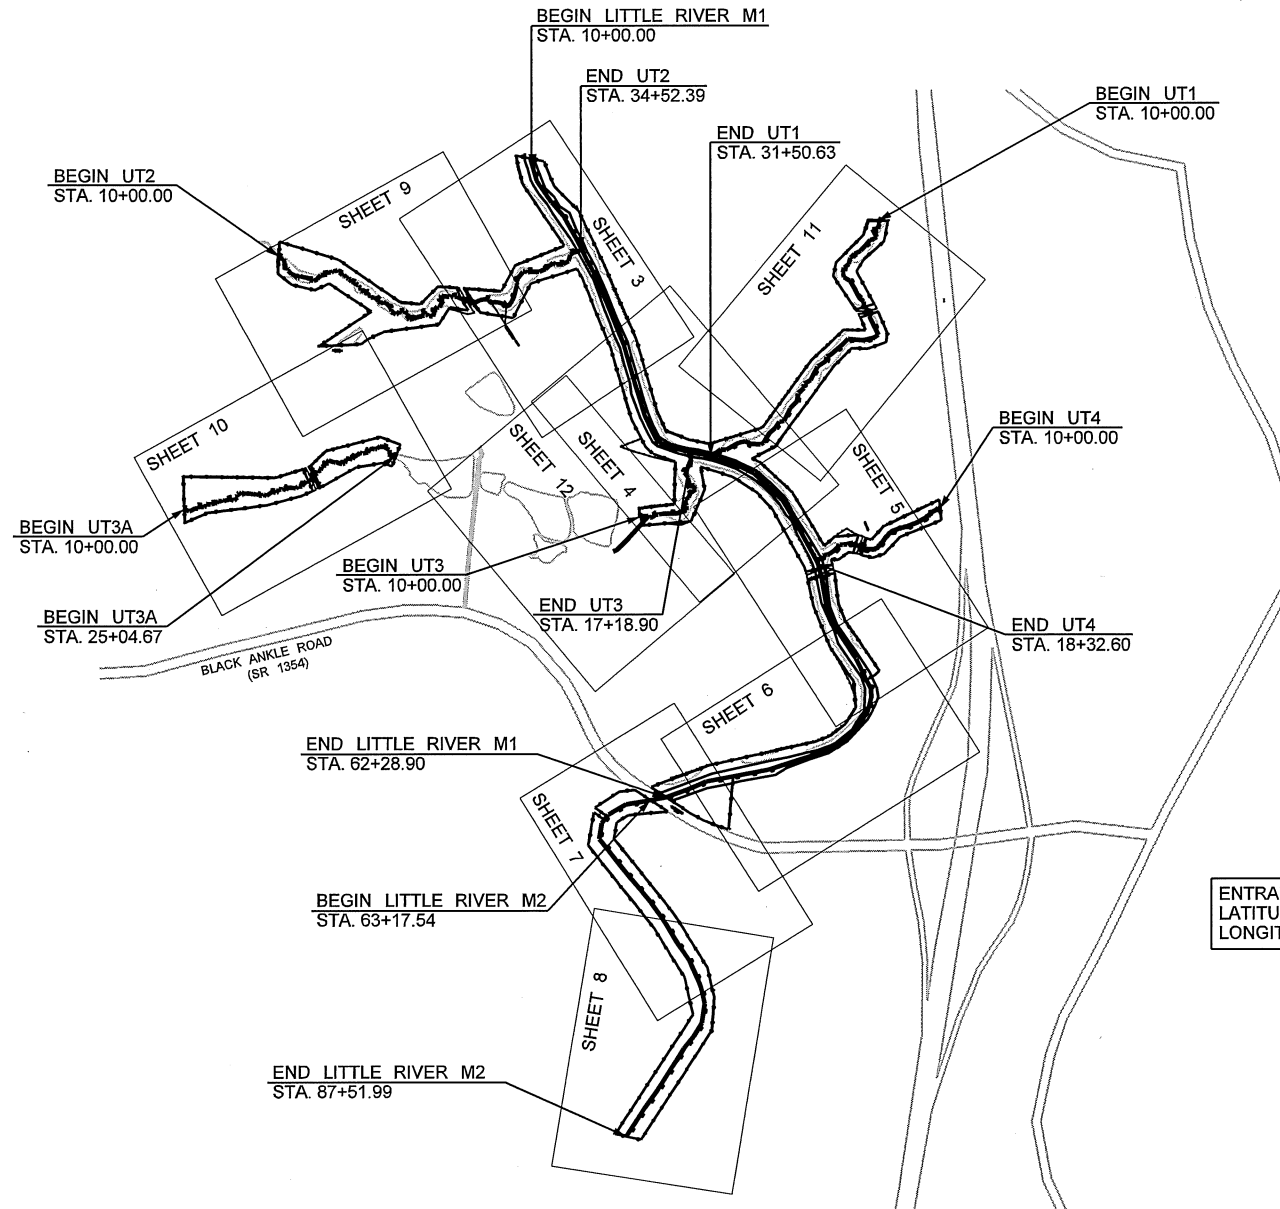 BEGIN LITTLE RIVER M1
STA. 10+00.00
END UT2
STA. 34+52.39
BEGIN UT1
STA. 10+00.00
END UT1
STA. 31+50.63
BEGIN UT2
STA. 10+00.00
SHEET 9
SHEET 3
SHEET 11
SHEET 10
SHEET 12
SHEET 4
SHEET 5
BEGIN UT4
STA. 10+00.00
BEGIN UT3A
STA. 10+00.00
BEGIN UT3
STA. 10+00.00
BEGIN UT3A
STA. 25+04.67
END UT3
STA. 17+18.90
END UT4
STA. 18+32.60
BLACK ANKLE ROAD
(SR 1354)
SHEET 6
END LITTLE RIVER M1
STA. 62+28.90
SHEET 7
BEGIN LITTLE RIVER M2
STA. 63+17.54
ENTRA
LATITU
LONGIT
SHEET 8
END LITTLE RIVER M2
STA. 87+51.99